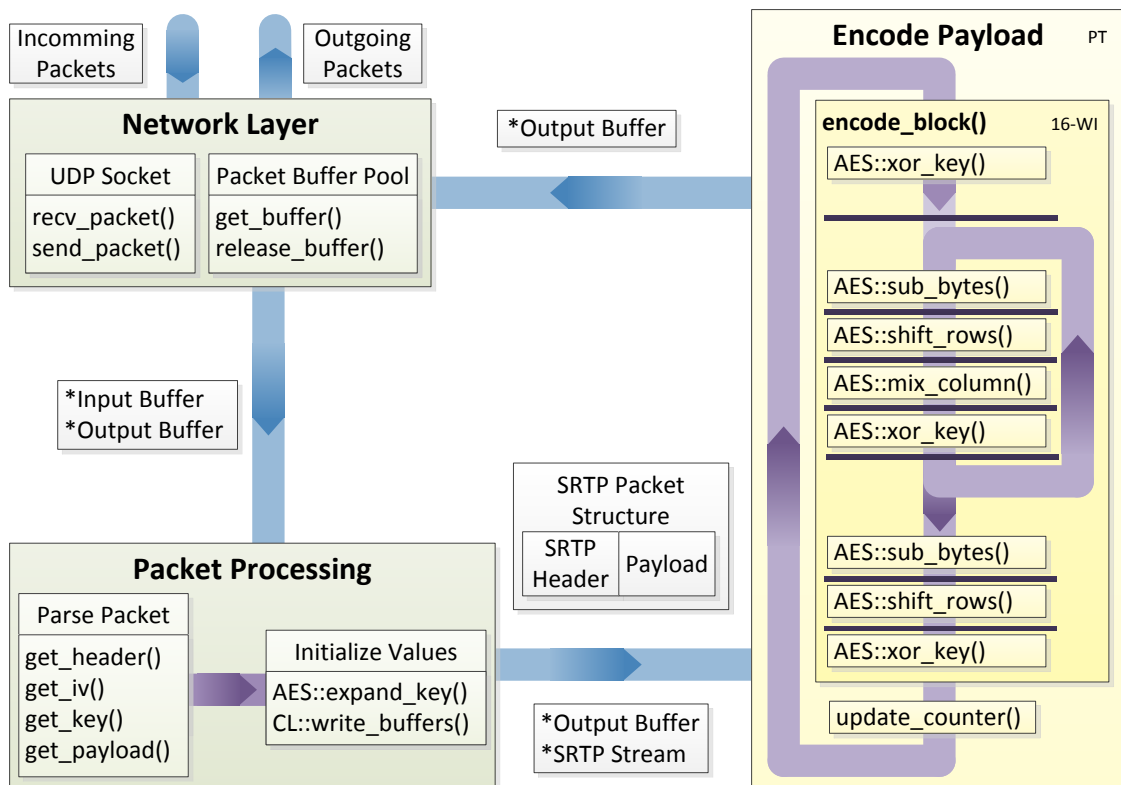 Incomming
Packets
Outgoing
Packets
Network Layer
UDP Socket
recv_packet()
send_packet()
Packet Buffer Pool
get_buffer()
release_buffer()
*Output Buffer
*Input Buffer
*Output Buffer
Packet Processing
Parse Packet
get_header()
get_iv()
get_key()
get_payload()
Initialize Values
AES::expand_key()
CL::write_buffers()
SRTP Packet
Structure
SRTP
Header
Payload
*Output Buffer
*SRTP Stream
Encode Payload
PT
encode_block()
16-WI
AES::xor_key()
AES::sub_bytes()
AES::shift_rows()
AES::mix_column()
AES::xor_key()
AES::sub_bytes()
AES::shift_rows()
AES::xor_key()
update_counter()